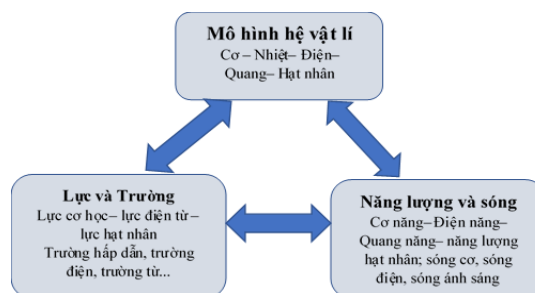 Mô hình hệ vật lí
Cơ – Nhiệt– Điện–
Quang– Hạt nhân
Lực và Trường
Lực cơ học– lực điện từ –
lực hạt nhân
Trường hấp dẫn, trường
điện, trường từ...
Năng lượng và sóng
Cơ năng–Điện năng–
Quang năng– năng lượng
hạt nhân; sóng cơ, sóng
điện, sóng ánh sáng